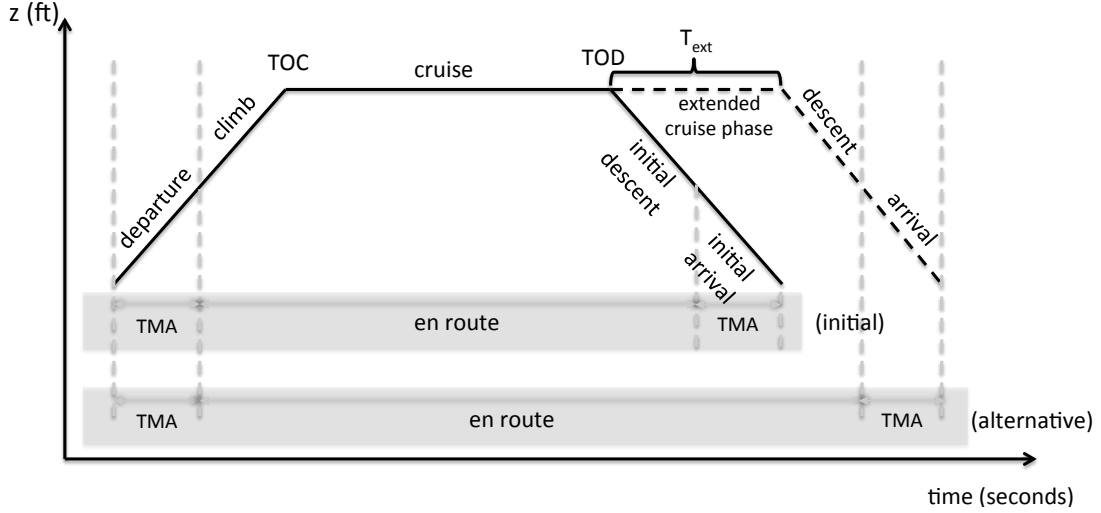 z (ft)
T_ext
TOC
TOD
cruise
climb
departure
extended
cruise phase
descent
initial
descent
arrival
initial
arrival
TMA
en route
TMA
(initial)
TMA
en route
TMA
(alternative)
time (seconds)